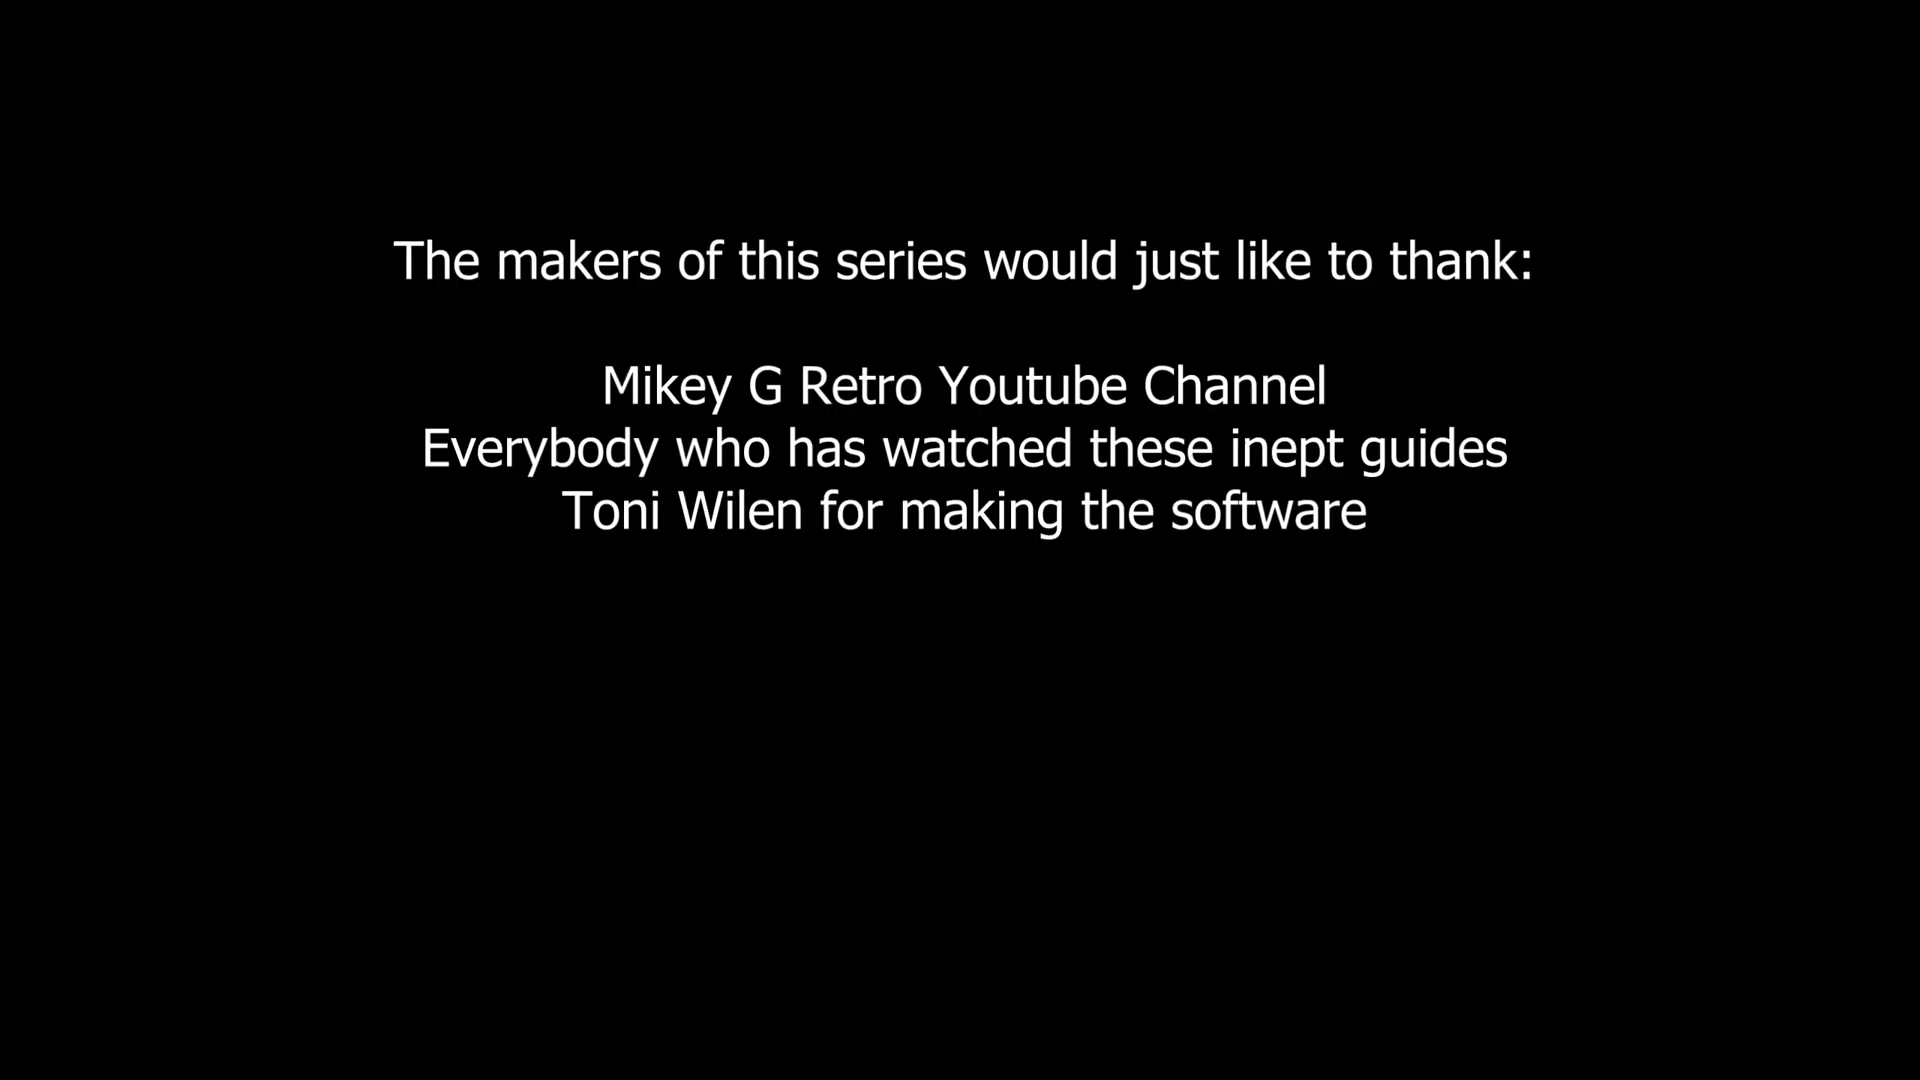 The makers of this series would just like to thank:
Mikey G Retro Youtube Channel
Everybody who has watched these inept guides
Toni Wilen for making the software